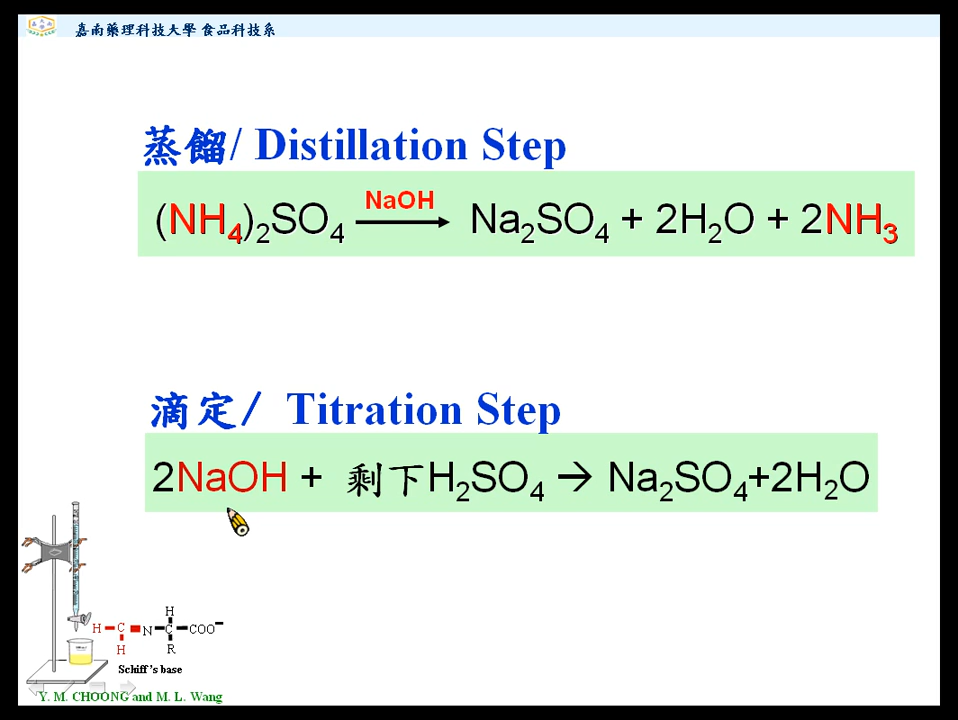 嘉南藥理科技大學 食品科技系
蒸餾/ Distillation Step
NaOH
(NH₄)₂SO₄ ⟶ Na₂SO₄ + 2H₂O + 2NH₃
滴定/ Titration Step
2NaOH + 剩下H₂SO₄ → Na₂SO₄+2H₂O
H
H C N C COO⁻
H R
Schiff's base
Y. M. CHOONG and M. L. Wang